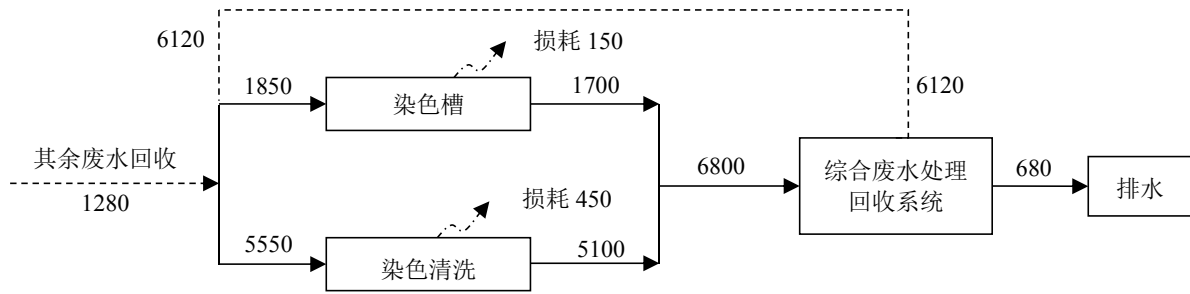 6120
损耗 150
1850
染色槽
1700
6120
其余废水回收
1280
6800
综合废水处理
回收系统
680
排水
损耗 450
5550
染色清洗
5100